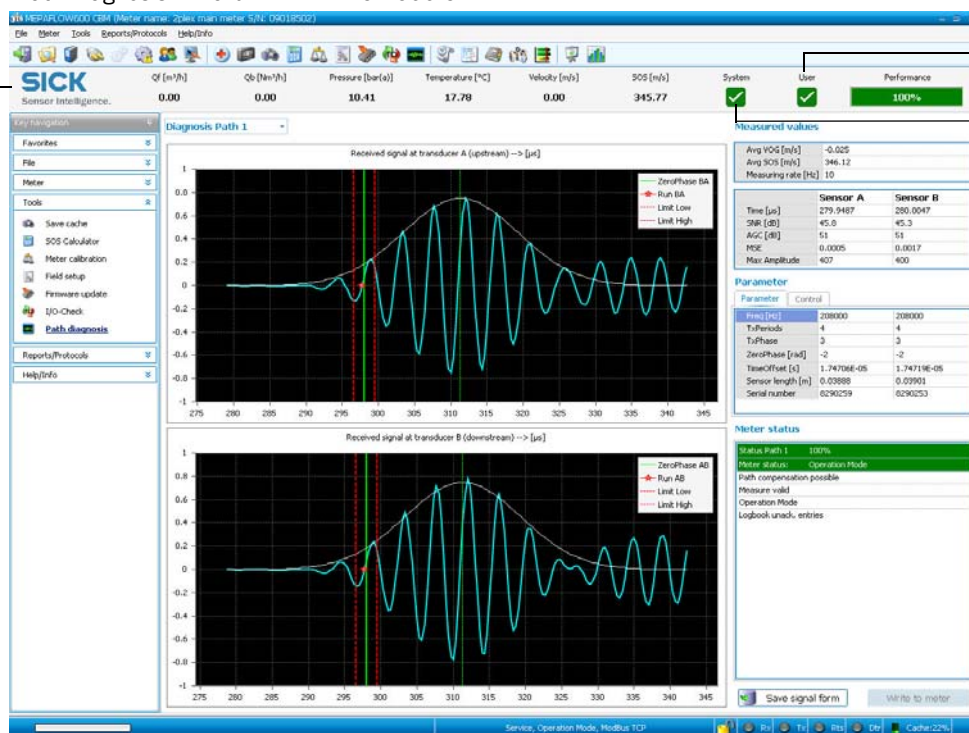 MEPAFLOW600 CBM (Meter name: 2plex main meter S/N: 09018502)
File Meter Tools Reports/Protocols Help/Info
SICK
Sensor Intelligence.
Qf [m³/h] Qb [Nm³/h] Pressure [bar(a)] Temperature [°C] Velocity [m/s] SOS [m/s] System User Performance
0.00 0.00 10.41 17.78 0.00 345.77 100%
Key navigation
Favorites
File
Meter
Tools
Save cache
SOS Calculator
Meter calibration
Field setup
Firmware update
I/O-Check
Path diagnosis
Reports/Protocols
Help/Info
Diagnosis Path 1
Received signal at transducer A (upstream) --> [µs]
ZeroPhase BA
Run BA
Limit Low
Limit High
1
0.8
0.6
0.4
0.2
0
-0.2
-0.4
-0.6
-0.8
-1
275 280 285 290 295 300 305 310 315 320 325 330 335 340 345
Received signal at transducer B (downstream) --> [µs]
ZeroPhase AB
Run AB
Limit Low
Limit High
1
0.8
0.6
0.4
0.2
0
-0.2
-0.4
-0.6
-0.8
-1
275 280 285 290 295 300 305 310 315 320 325 330 335 340 345
Measured values
Avg VOG [m/s] -0.025
Avg SOS [m/s] 346.12
Measuring rate [Hz] 10
Sensor A Sensor B
Time [µs] 279.9487 280.0047
SNR [dB] 45.8 45.3
AGC [dB] 51 51
MSE 0.0005 0.0017
Max Amplitude 407 400
Parameter
Parameter Control
Freq [Hz] 208000 208000
TxPeriods 4 4
TxPhase 3 3
ZeroPhase [rad] -2 -2
TimeOffset [s] 1.74706E-05 1.74719E-05
Sensor length [m] 0.03888 0.03901
Serial number 8290259 8290253
Meter status
Status Path 1 100%
Meter status: Operation Mode
Path compensation possible
Measure valid
Operation Mode
Logbook unack. entries
Save signal form Write to meter
Service, Operation Mode, ModBus TCP Rx Tx Rts Dtr Cache:22%